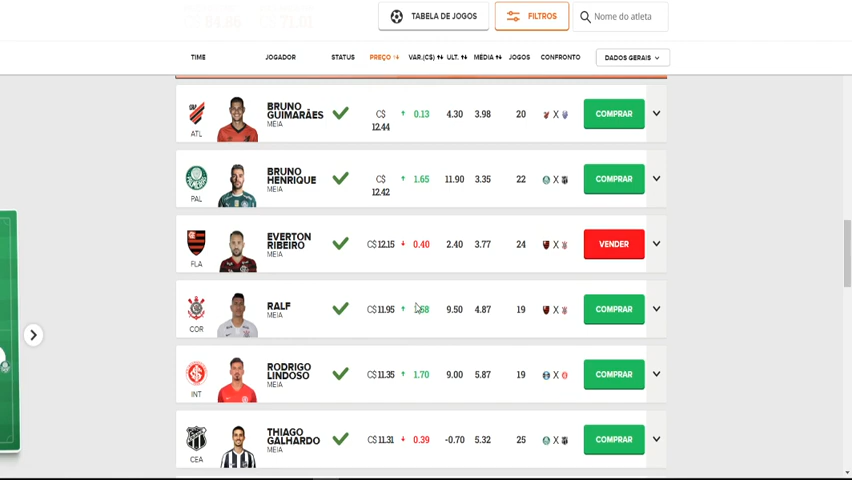 TABELA DE JOGOS FILTROS Nome do atleta
TIME JOGADOR STATUS PREÇO VAR.(C$) ULT. MÉDIA JOGOS CONFRONTO DADOS GERAIS
ATL BRUNO GUIMARÃES MEIA C$ 12.44 0.13 4.30 3.98 20 X COMPRAR
PAL BRUNO HENRIQUE MEIA C$ 12.42 1.65 11.90 3.35 22 X COMPRAR
FLA EVERTON RIBEIRO MEIA C$ 12.15 0.40 2.40 3.77 24 X VENDER
COR RALF MEIA C$ 11.95 9.50 4.87 19 X COMPRAR
INT RODRIGO LINDOSO MEIA C$ 11.35 1.70 9.00 5.87 19 X COMPRAR
CEA THIAGO GALHARDO MEIA C$ 11.31 0.39 -0.70 5.32 25 X COMPRAR